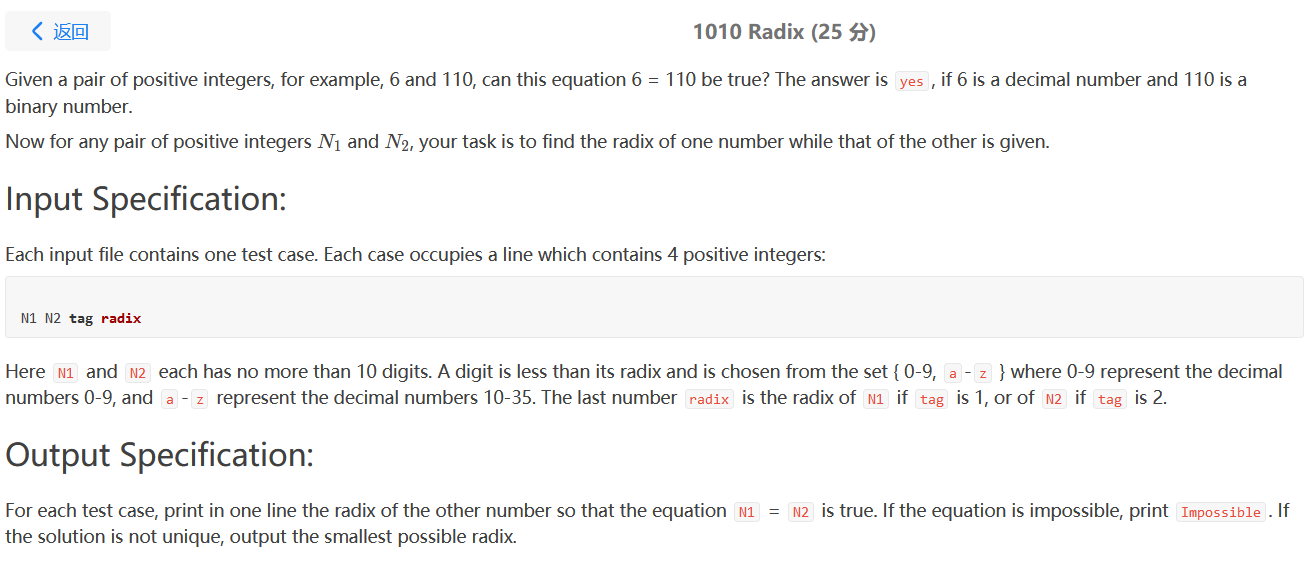 返回
1010 Radix (25 分)
Given a pair of positive integers, for example, 6 and 110, can this equation 6 = 110 be true? The answer is yes, if 6 is a decimal number and 110 is a
binary number.
Now for any pair of positive integers N1 and N2, your task is to find the radix of one number while that of the other is given.
Input Specification:
Each input file contains one test case. Each case occupies a line which contains 4 positive integers:
N1 N2 tag radix
Here N1 and N2 each has no more than 10 digits. A digit is less than its radix and is chosen from the set { 0-9, a-z } where 0-9 represent the decimal
numbers 0-9, and a-z represent the decimal numbers 10-35. The last number radix is the radix of N1 if tag is 1, or of N2 if tag is 2.
Output Specification:
For each test case, print in one line the radix of the other number so that the equation N1 = N2 is true. If the equation is impossible, print Impossible. If
the solution is not unique, output the smallest possible radix.